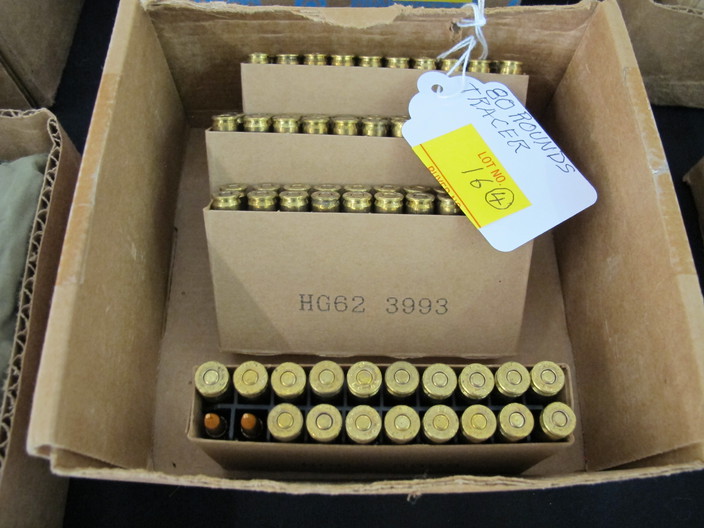 80 ROUNDS
TRACER
LOT NO.
16 4
HG62 3993